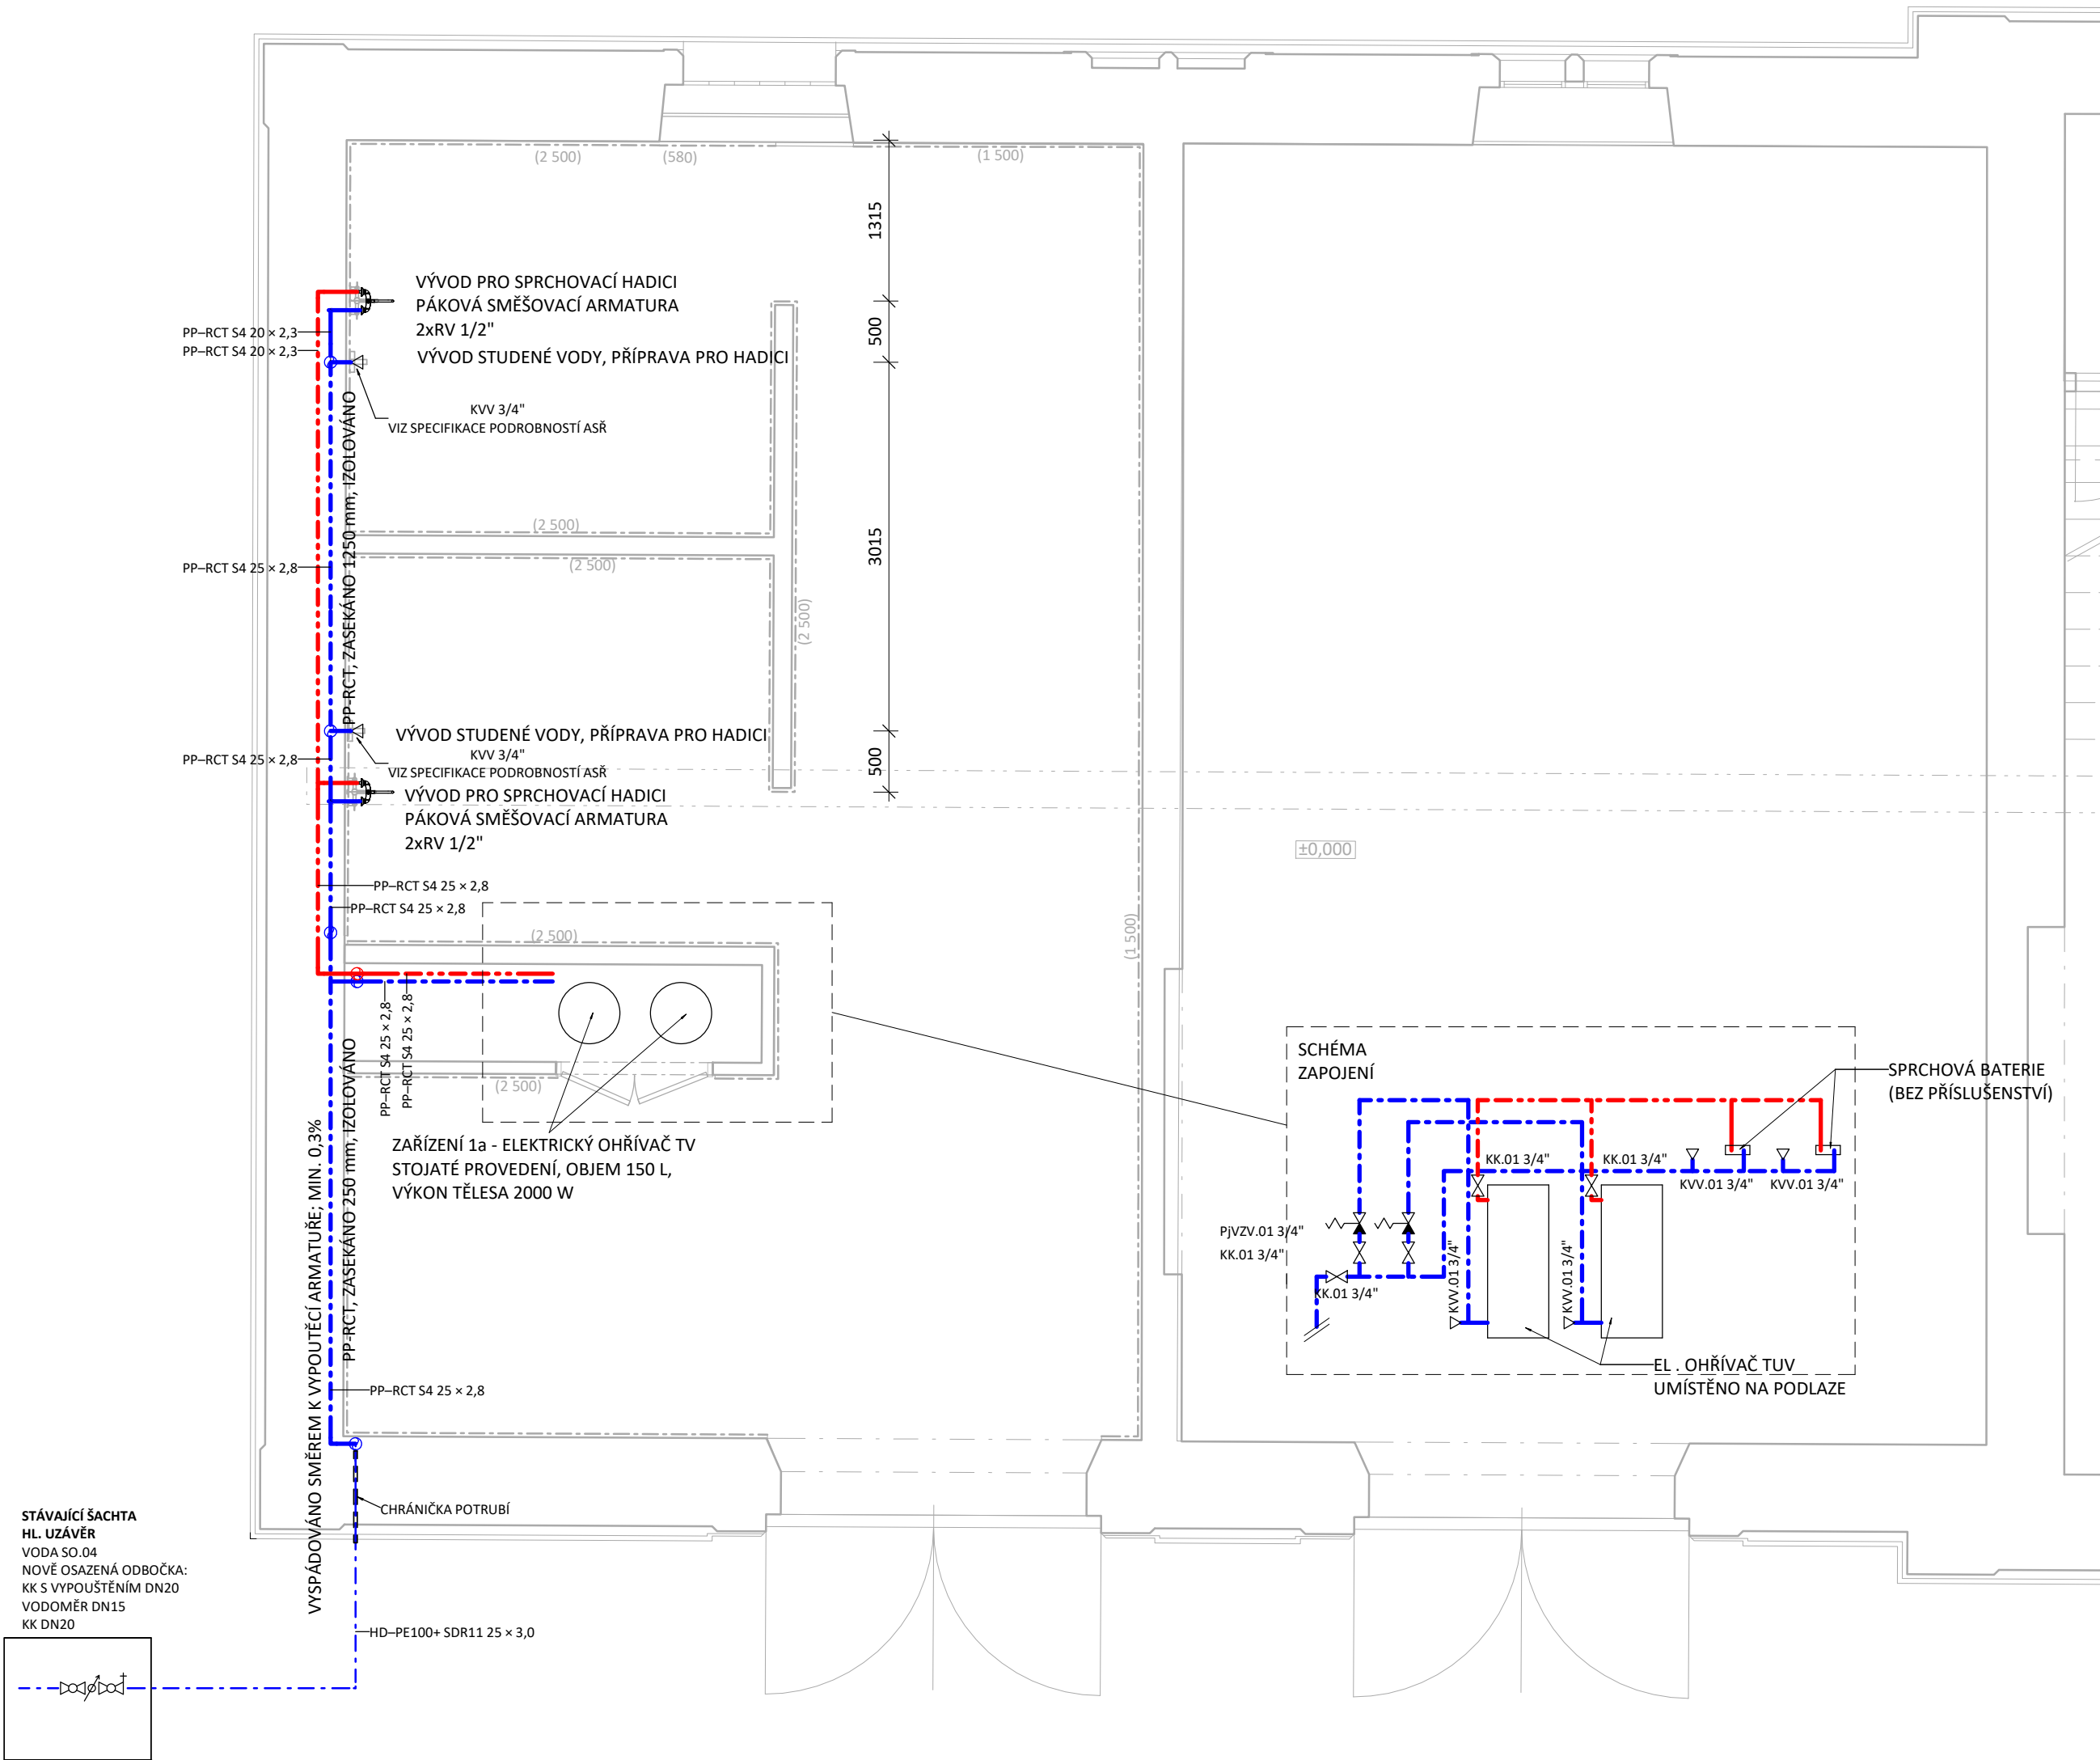 (2 500)
(580)
(1 500)
1315
500
3015
500
VÝVOD PRO SPRCHOVACÍ HADICI
PÁKOVÁ SMĚŠOVACÍ ARMATURA
2xRV 1/2"
PP–RCT S4 20 × 2,3
PP–RCT S4 20 × 2,3
VÝVOD STUDENÉ VODY, PŘÍPRAVA PRO HADICI
KVV 3/4"
VIZ SPECIFIKACE PODROBNOSTÍ ASŘ
PP-RCT, ZASEKÁNO 1250 mm, IZOLOVÁNO
(2 500)
(2 500)
(2 500)
PP–RCT S4 25 × 2,8
VÝVOD STUDENÉ VODY, PŘÍPRAVA PRO HADICI
KVV 3/4"
VIZ SPECIFIKACE PODROBNOSTÍ ASŘ
PP–RCT S4 25 × 2,8
VÝVOD PRO SPRCHOVACÍ HADICI
PÁKOVÁ SMĚŠOVACÍ ARMATURA
2xRV 1/2"
±0,000
PP–RCT S4 25 × 2,8
PP–RCT S4 25 × 2,8
(2 500)
(1 500)
PP–RCT S4 25 × 2,8
PP–RCT S4 25 × 2,8
(2 500)
ZAŘÍZENÍ 1a - ELEKTRICKÝ OHŘÍVAČ TV
STOJATÉ PROVEDENÍ, OBJEM 150 L,
VÝKON TĚLESA 2000 W
SCHÉMA
ZAPOJENÍ
SPRCHOVÁ BATERIE
(BEZ PŘÍSLUŠENSTVÍ)
KK.01 3/4"
KK.01 3/4"
KVV.01 3/4"
KVV.01 3/4"
PjVZV.01 3/4"
KK.01 3/4"
KK.01 3/4"
KVV.01 3/4"
KVV.01 3/4"
EL . OHŘÍVAČ TUV
UMÍSTĚNO NA PODLAZE
PP-RCT, ZASEKÁNO 250 mm, IZOLOVÁNO
VYSPÁDOVÁNO SMĚREM K VYPOUTĚCÍ ARMATUŘE; MIN. 0,3%
PP–RCT S4 25 × 2,8
CHRÁNIČKA POTRUBÍ
STÁVAJÍCÍ ŠACHTA
HL. UZÁVĚR
VODA SO.04
NOVĚ OSAZENÁ ODBOČKA:
KK S VYPOUŠTĚNÍM DN20
VODOMĚR DN15
KK DN20
HD–PE100+ SDR11 25 × 3,0